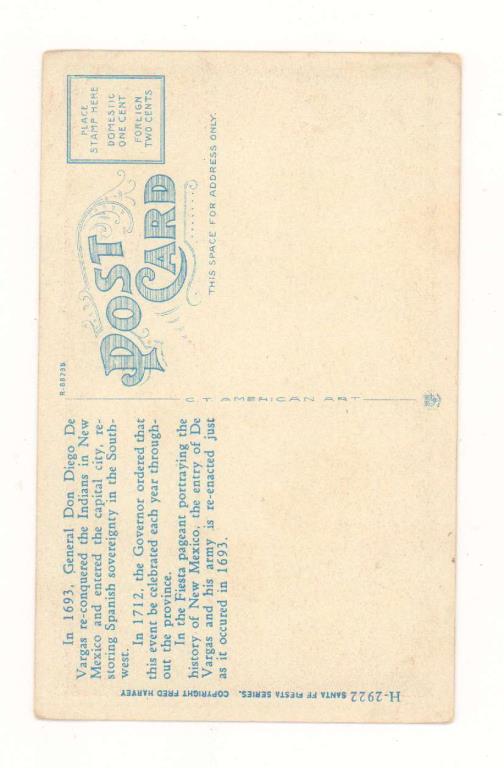 H-2922 SANTA FE FIESTA SERIES. COPYRIGHT FRED HARVEY
In 1693, General Don Diego De
Vargas re-conquered the Indians in New
Mexico and entered the capital city, re-
storing Spanish sovereignty in the South-
west.
In 1712, the Governor ordered that
this event be celebrated each year through-
out the province.
In the Fiesta pageant portraying the
history of New Mexico, the entry of De
Vargas and his army is re-enacted just
as it occured in 1693.
C. T. AMERICAN ART
POST
CARD
THIS SPACE FOR ADDRESS ONLY.
PLACE
STAMP HERE
DOMESTIC
ONE CENT
FOREIGN
TWO CENTS